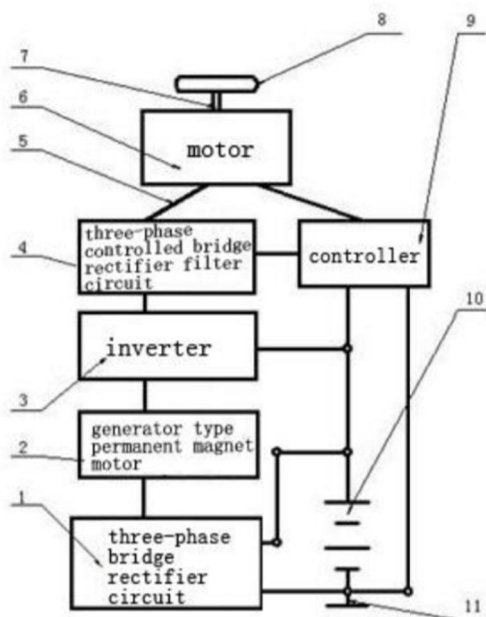 8
9
7
6
motor
5
three-phase
controlled bridge
rectifier filter
circuit
4
controller
10
inverter
3
generator type
permanent magnet
motor
2
1
three-phase
bridge
rectifier
circuit
11